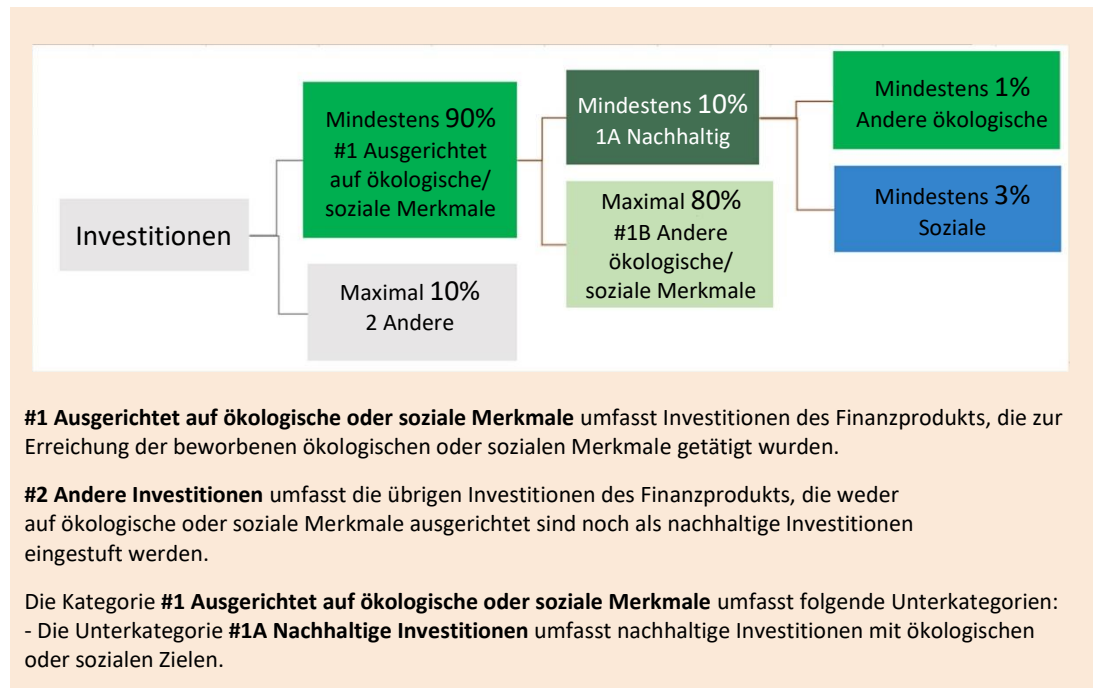 Investitionen
Mindestens 90%
#1 Ausgerichtet
auf ökologische/
soziale Merkmale
Maximal 10%
2 Andere
Mindestens 10%
1A Nachhaltig
Maximal 80%
#1B Andere
ökologische/
soziale Merkmale
Mindestens 1%
Andere ökologische
Mindestens 3%
Soziale
#1 Ausgerichtet auf ökologische oder soziale Merkmale umfasst Investitionen des Finanzprodukts, die zur
Erreichung der beworbenen ökologischen oder sozialen Merkmale getätigt wurden.
#2 Andere Investitionen umfasst die übrigen Investitionen des Finanzprodukts, die weder
auf ökologische oder soziale Merkmale ausgerichtet sind noch als nachhaltige Investitionen
eingestuft werden.
Die Kategorie #1 Ausgerichtet auf ökologische oder soziale Merkmale umfasst folgende Unterkategorien:
- Die Unterkategorie #1A Nachhaltige Investitionen umfasst nachhaltige Investitionen mit ökologischen
oder sozialen Zielen.